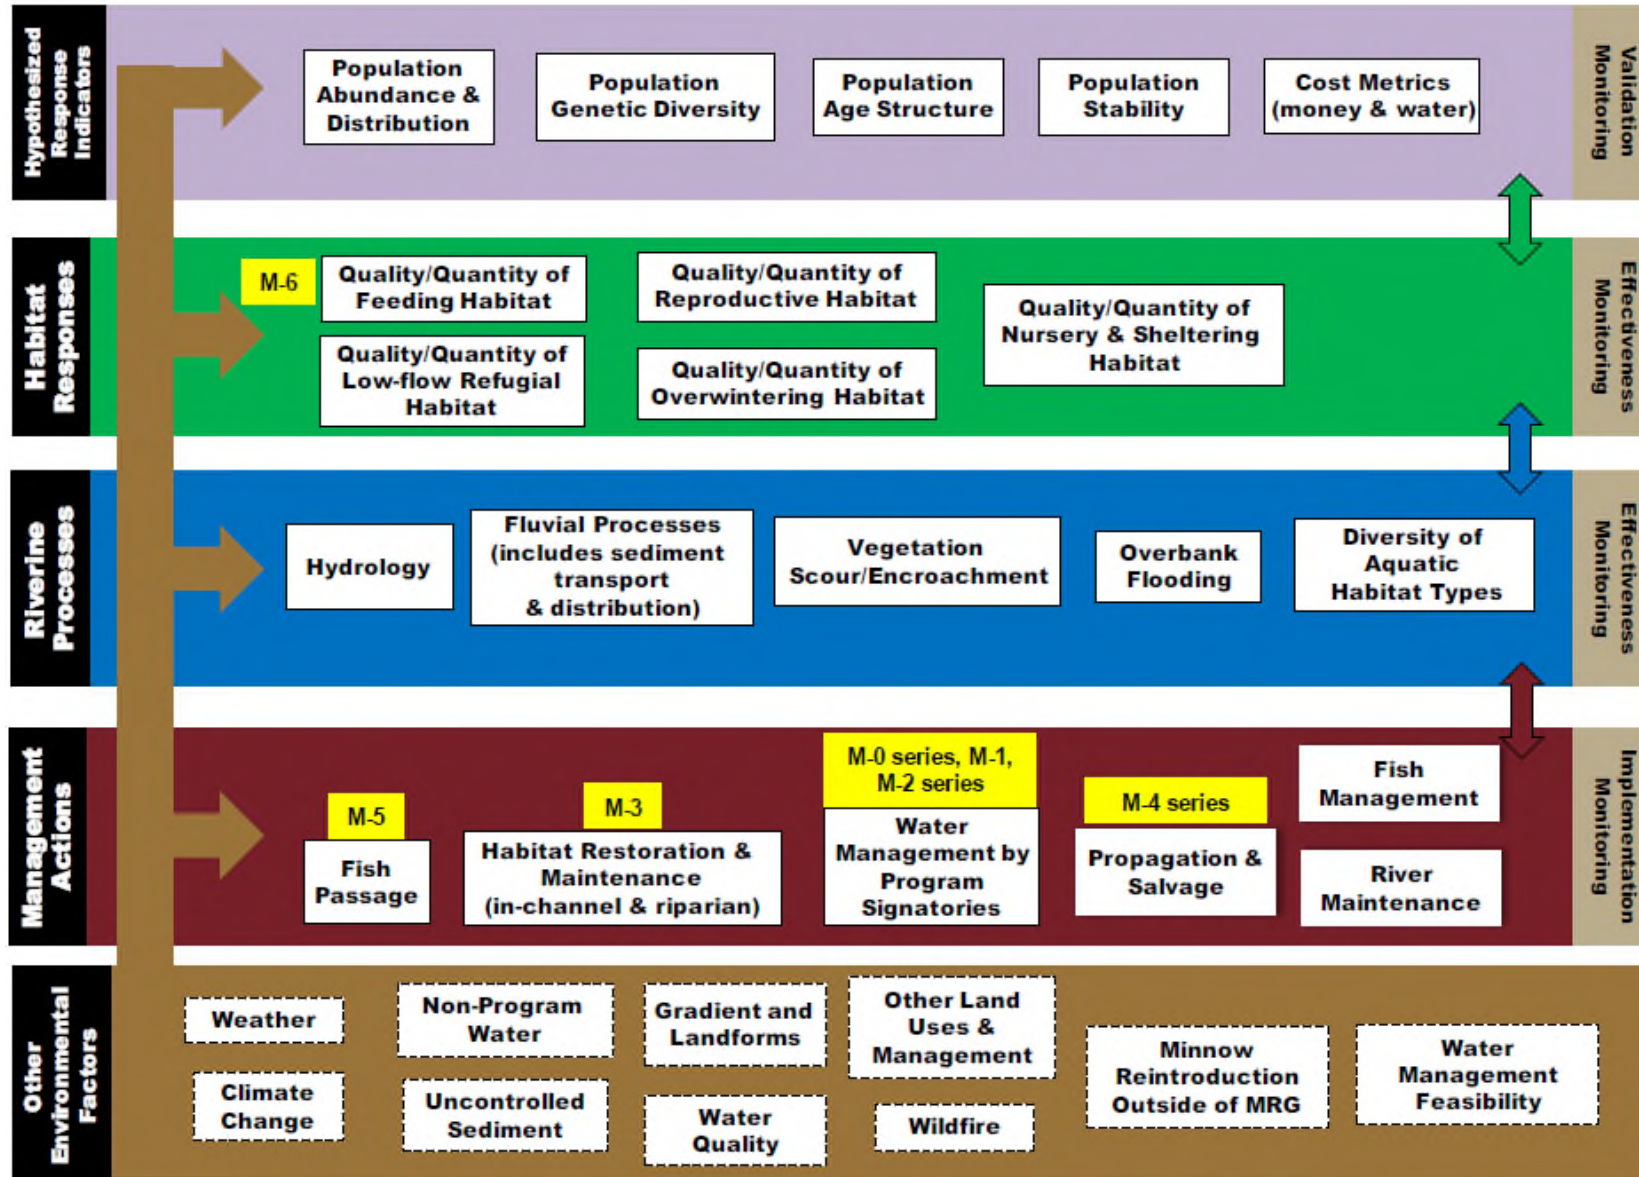 Hypothesized
Response
Indicators
Population
Abundance &
Distribution
Population
Genetic Diversity
Population
Age Structure
Population
Stability
Cost Metrics
(money & water)
Validation
Monitoring
Habitat
Responses
M-6
Quality/Quantity of
Feeding Habitat
Quality/Quantity of
Reproductive Habitat
Quality/Quantity of
Nursery & Sheltering
Habitat
Quality/Quantity of
Low-flow Refugial
Habitat
Quality/Quantity of
Overwintering Habitat
Effectiveness
Monitoring
Riverine
Processes
Hydrology
Fluvial Processes
(includes sediment
transport
& distribution)
Vegetation
Scour/Encroachment
Overbank
Flooding
Diversity of
Aquatic
Habitat Types
Effectiveness
Monitoring
Management
Actions
M-5
Fish
Passage
M-3
Habitat Restoration &
Maintenance
(in-channel & riparian)
M-0 series, M-1,
M-2 series
Water
Management by
Program
Signatories
M-4 series
Propagation &
Salvage
Fish
Management
River
Maintenance
Implementation
Monitoring
Other
Environmental
Factors
Weather
Non-Program
Water
Gradient and
Landforms
Other Land
Uses &
Management
Minnow
Reintroduction
Outside of MRG
Water
Management
Feasibility
Climate
Change
Uncontrolled
Sediment
Water
Quality
Wildfire